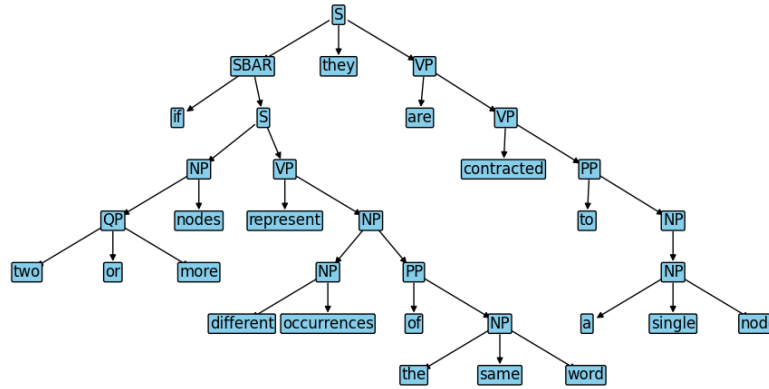 S
SBAR they VP
if S are VP
NP VP contracted PP
QP nodes represent NP to NP
two or more NP PP NP
different occurrences of NP a single nod
the same word